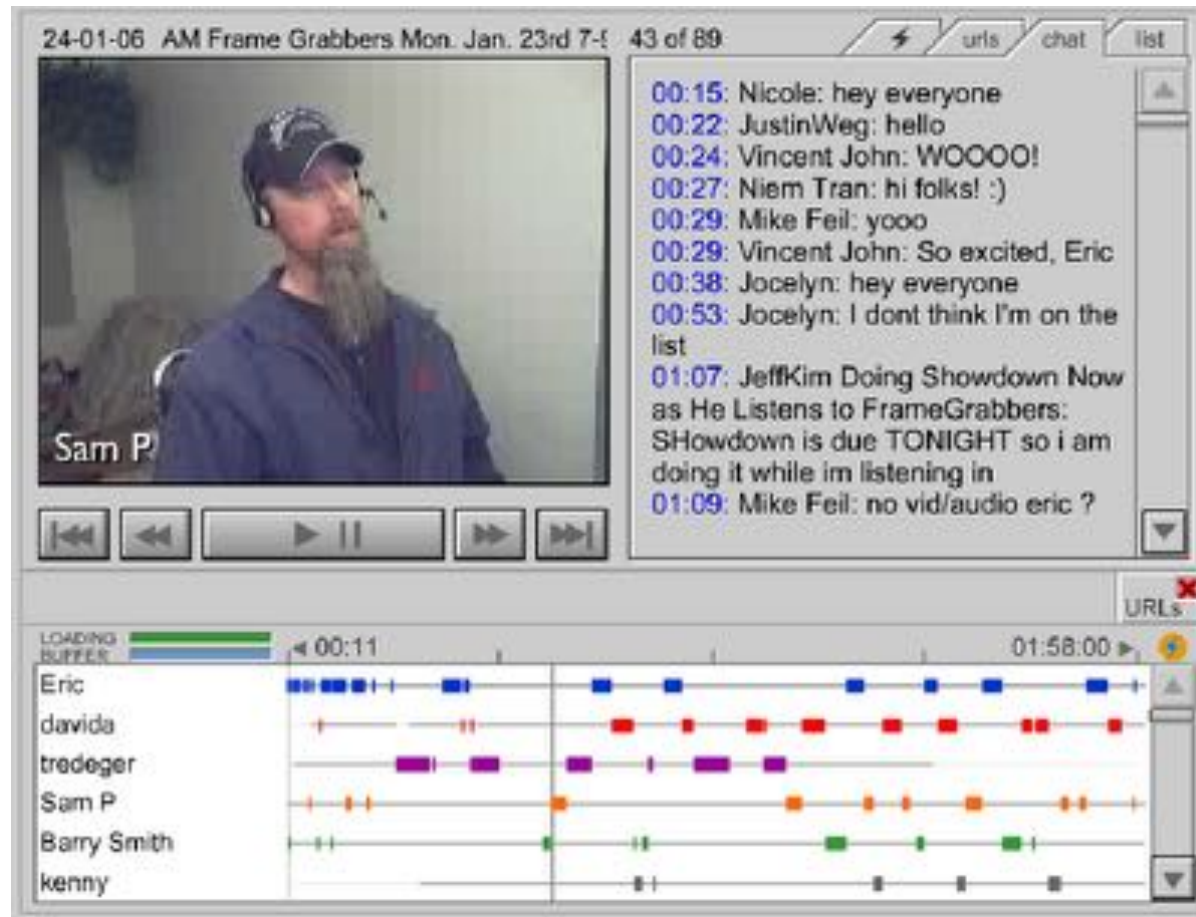 24-01-06 AM Frame Grabbers Mon. Jan. 23rd 7-
43 of 89
urls
chat
list
00:15: Nicole: hey everyone
00:22: JustinWeg: hello
00:24: Vincent John: WOOOO!
00:27: Niem Tran: hi folks! :)
00:29: Mike Feil: yooo
00:29: Vincent John: So excited, Eric
00:38: Jocelyn: hey everyone
00:53: Jocelyn: I dont think I'm on the
list
01:07: JeffKim Doing Showdown Now
as He Listens to FrameGrabbers:
SHowdown is due TONIGHT so i am
doing it while im listening in
01:09: Mike Feil: no vid/audio eric ?
Sam P
URLs
LOADING
BUFFER
00:11
01:58:00
Eric
davida
tredeger
Sam P
Barry Smith
kenny